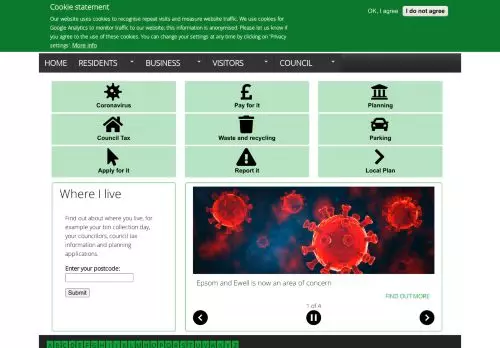 Cookie statement
Our website uses cookies to recognise repeat visits and measure website traffic. We use cookies for
Google Analytics to monitor traffic to our website, this information is anonymised. Please let us know if
you agree to the use of these cookies. You can change your settings at any time by clicking on 'Privacy
settings'. More info
OK, I agree
I do not agree
HOME
RESIDENTS
BUSINESS
VISITORS
COUNCIL
Coronavirus
Pay for it
Planning
Council Tax
Waste and recycling
Parking
Apply for it
Report it
Local Plan
Where I live
Find out about where you live, for
example your bin collection day,
your councillors, council tax
information and planning
applications.
Enter your postcode:
Submit
Epsom and Ewell is now an area of concern
FIND OUT MORE
1 of 4
A B C D E F G H I J K L M N O P Q R S T U V W X Y Z